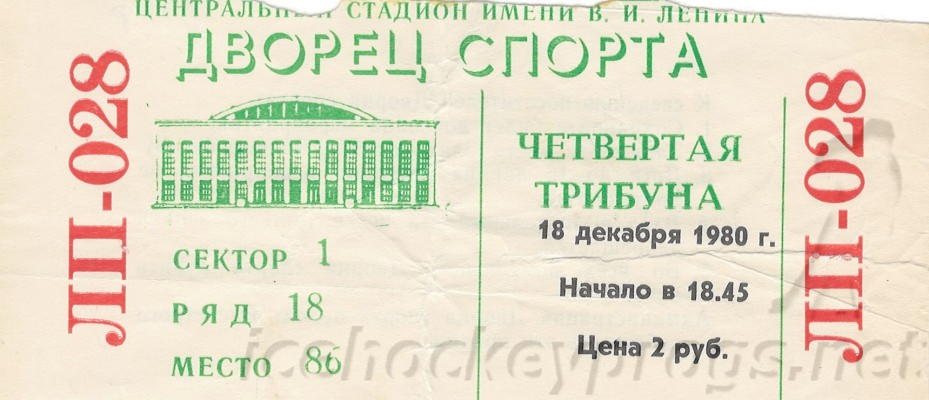 ЦЕНТРАЛЬНЫЙ СТАДИОН ИМЕНИ В. И. ЛЕНИНА
ДВОРЕЦ СПОРТА
ЛП-028
ЧЕТВЕРТАЯ
ТРИБУНА
18 декабря 1980 г.
Начало в 18.45
Цена 2 руб.
СЕКТОР 1
РЯД 18
МЕСТО 86
ЛП-028
icehockeyprogs.net